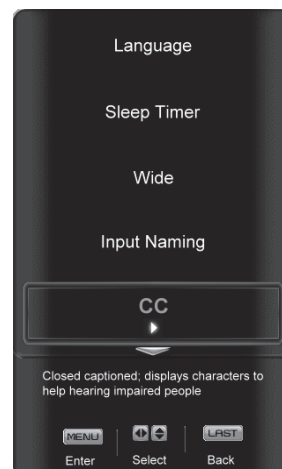 Language
Sleep Timer
Wide
Input Naming
CC
Closed captioned; displays characters to
help hearing impaired people
MENU LAST
Enter Select Back